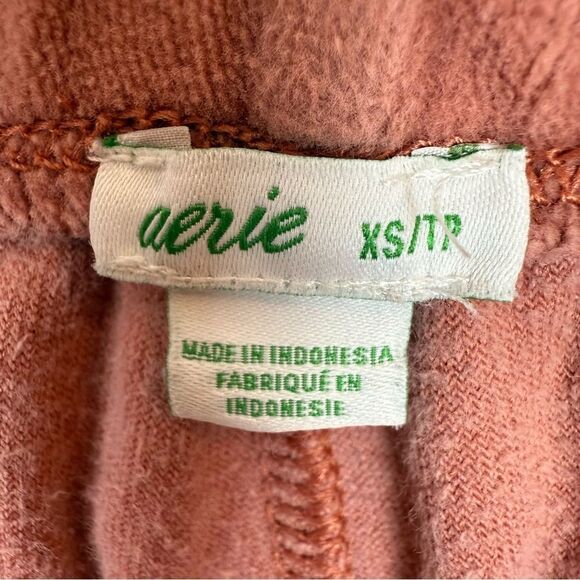 aerie XS/TP
MADE IN INDONESIA
FABRIQUÉ EN
INDONESIE